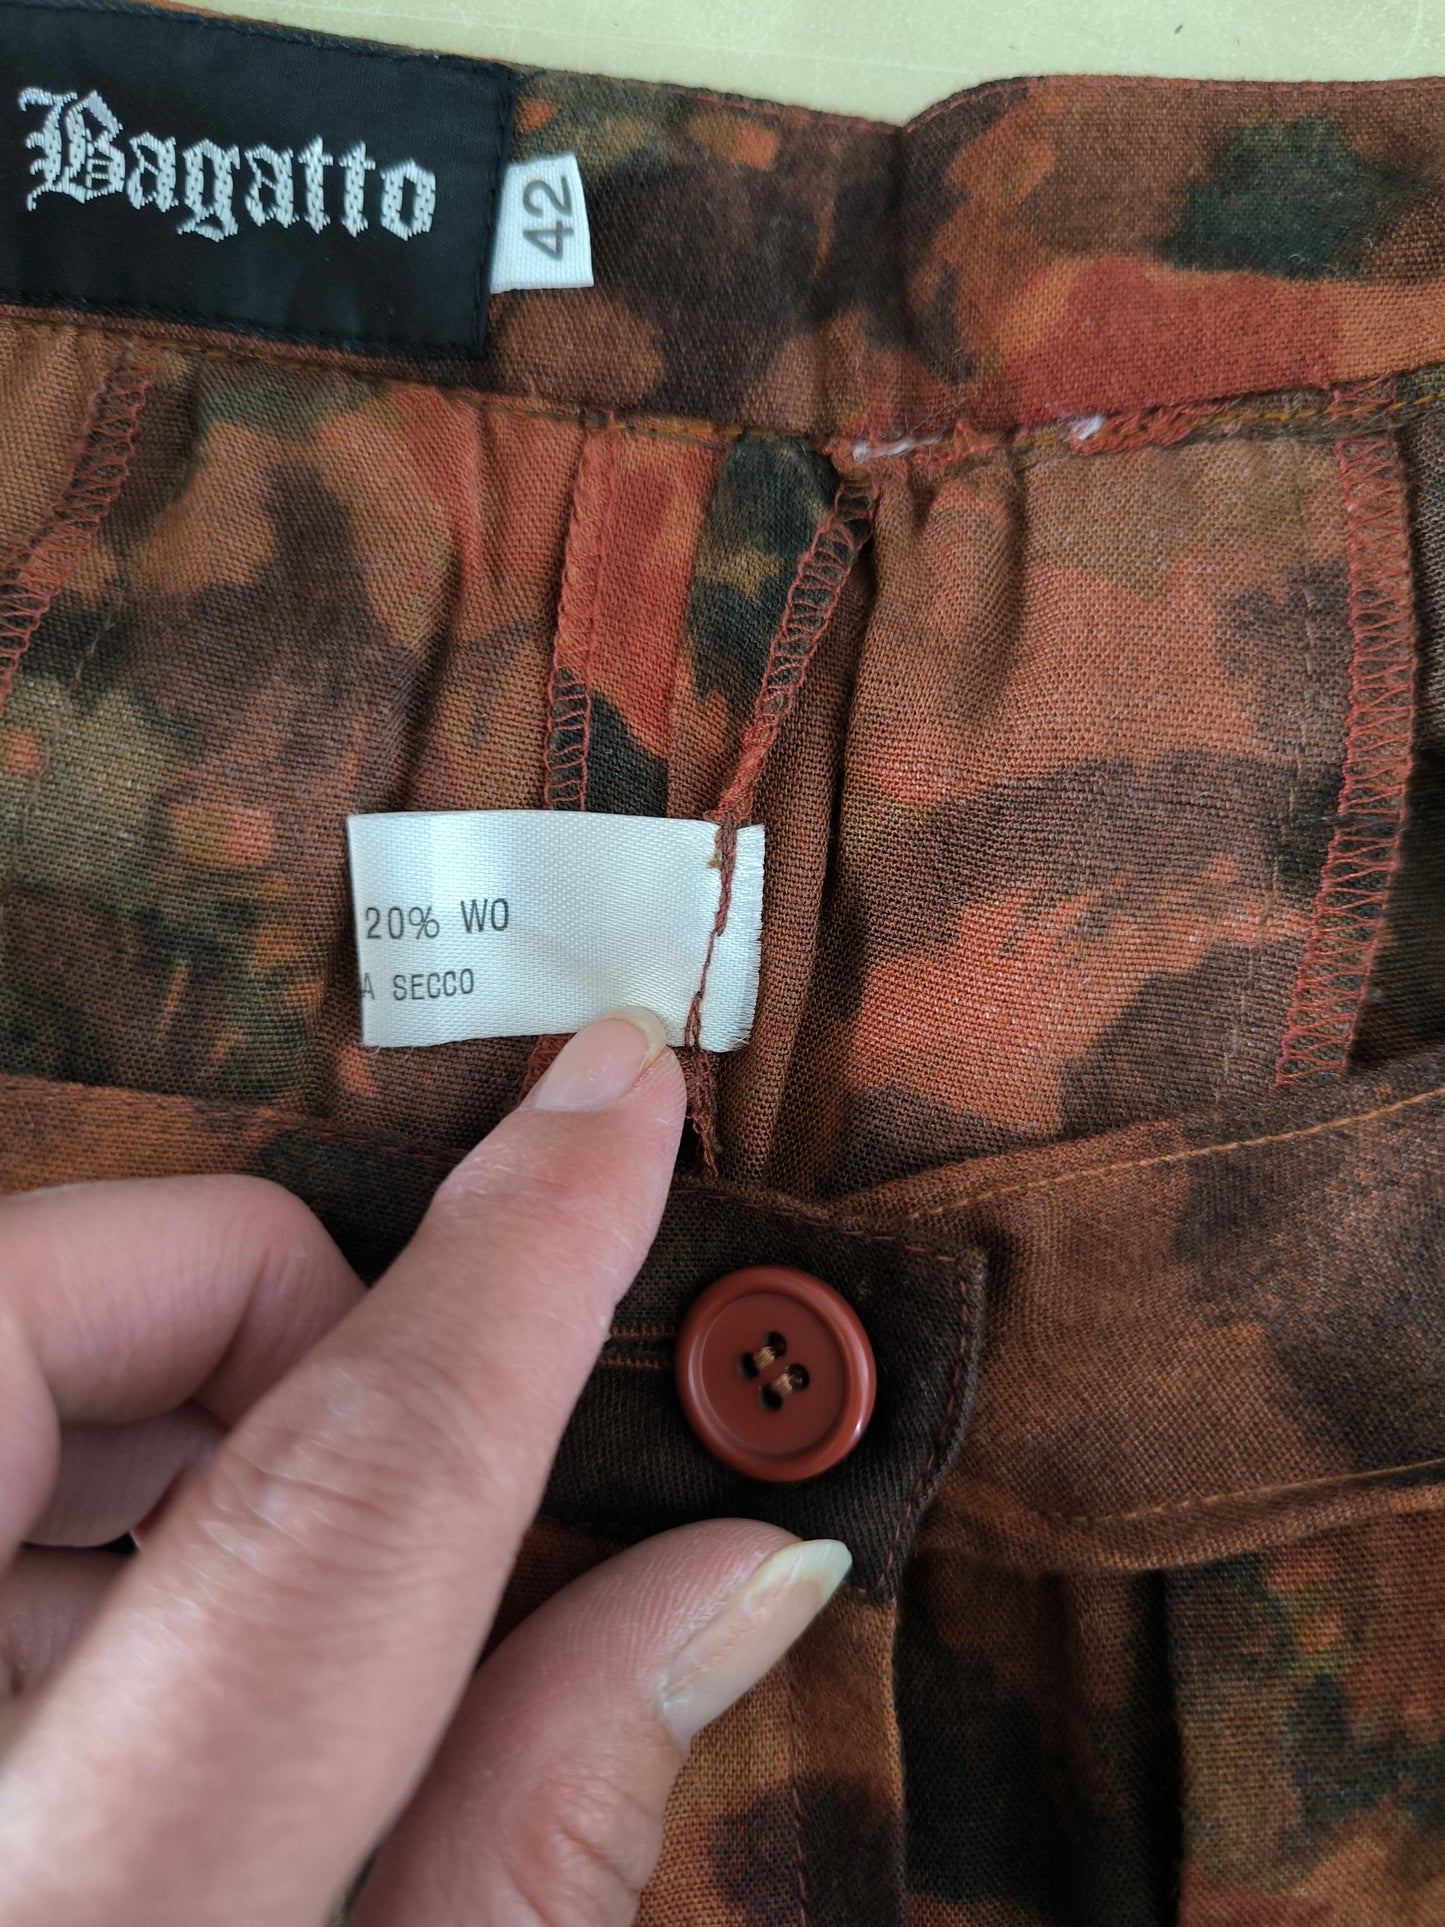 Bagatto
42
20% WO
A SECCO